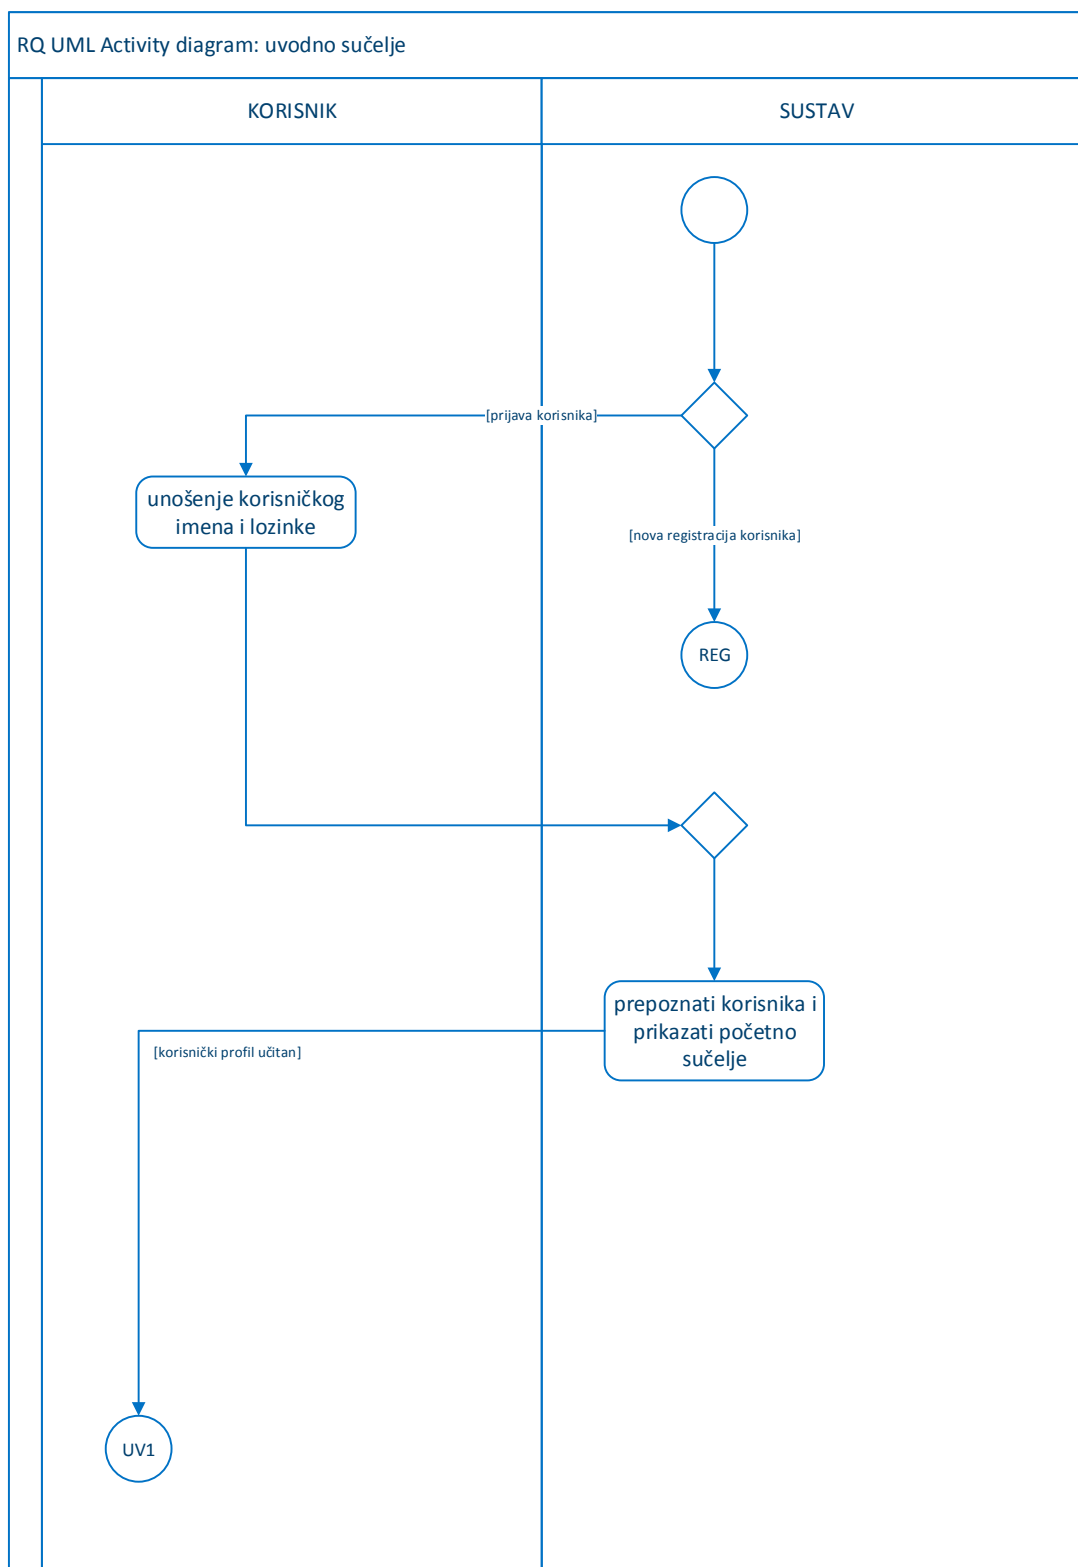 RQ UML Activity diagram: uvodno sučelje
KORISNIK
SUSTAV
[prijava korisnika]
unošenje korisničkog
imena i lozinke
[nova registracija korisnika]
REG
prepoznati korisnika i
prikazati početno
sučelje
[korisnički profil učitan]
UV1